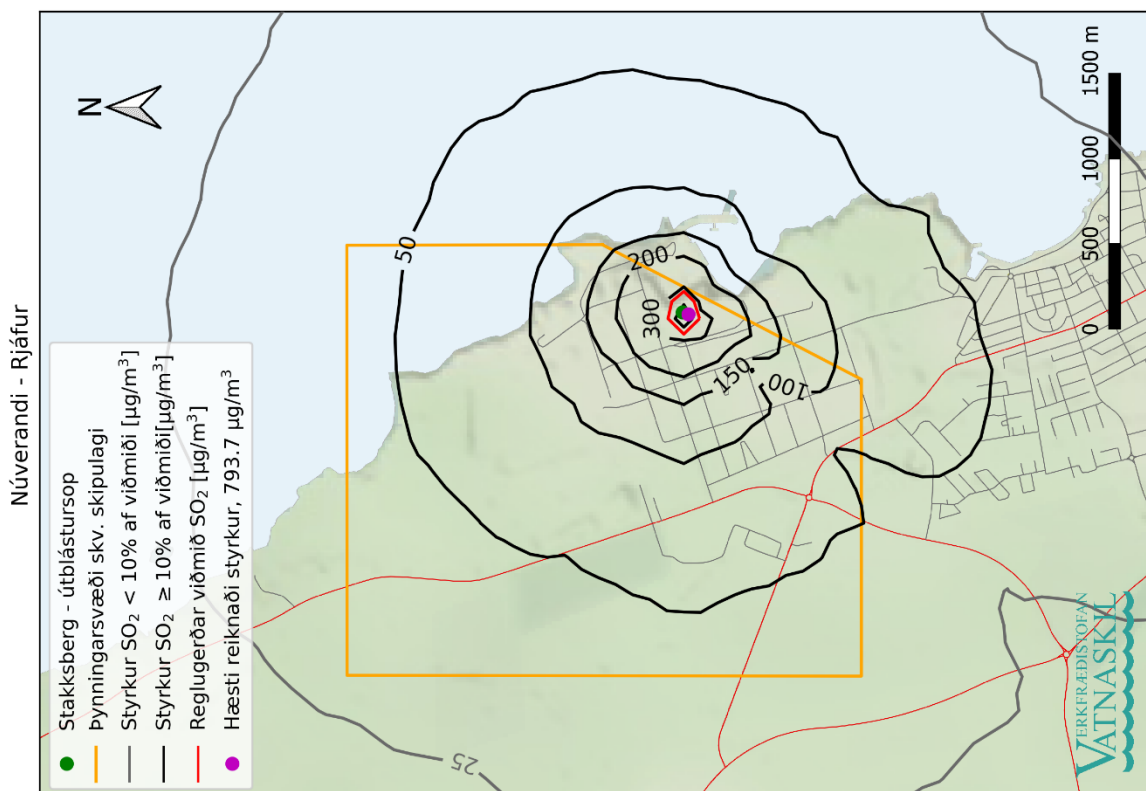 Núverandi - Rjáfur
N
Stakksberg - útblástursop
Þynningarsvæði skv. skipulagi
Styrkur SO₂ < 10% af viðmiði [µg/m³]
Styrkur SO₂ ≥ 10% af viðmiði[µg/m³]
Reglugerðar viðmið SO₂ [µg/m³]
Hæsti reiknaði styrkur, 793.7 µg/m³
50
200
300
150
100
25
0 500 1000 1500 m
VERKFRÆÐISTOFAN
VATNASKIL